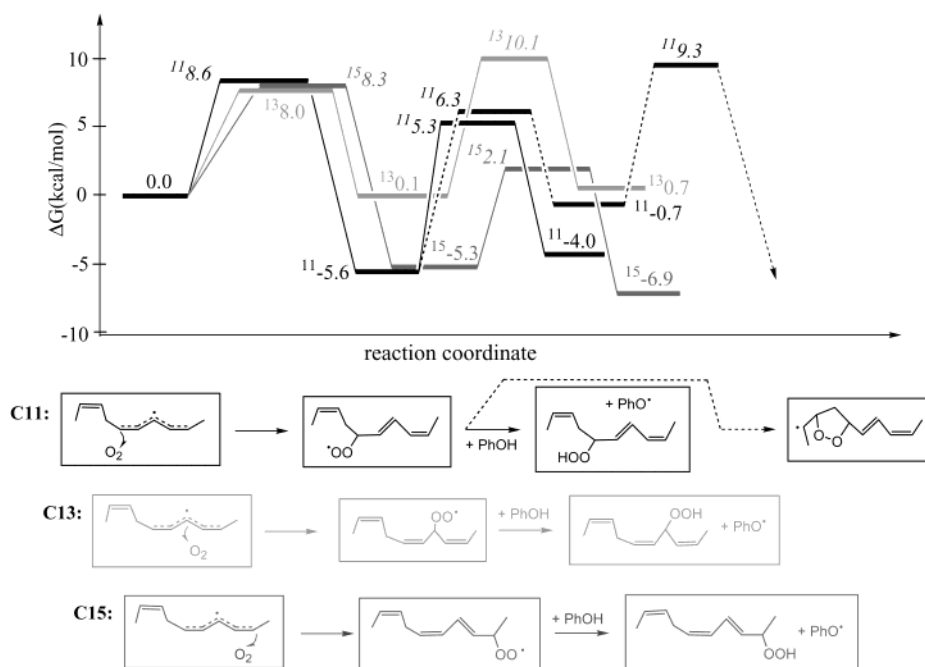 10
5
0
-5
-10
ΔG(kcal/mol)
0.0
¹¹8.6
¹⁵8.3
¹³8.0
¹³0.1
¹¹-5.6
¹⁵-5.3
¹³10.1
¹¹6.3
¹¹5.3
¹⁵2.1
¹¹9.3
¹³0.7
¹¹-0.7
¹¹-4.0
¹⁵-6.9
reaction coordinate
C11:
O₂
•OO
+ PhOH
+ PhO•
HOO
O-O
C13:
O₂
OO•
+ PhOH
OOH
+ PhO•
C15:
O₂
OO•
+ PhOH
OOH
+ PhO•